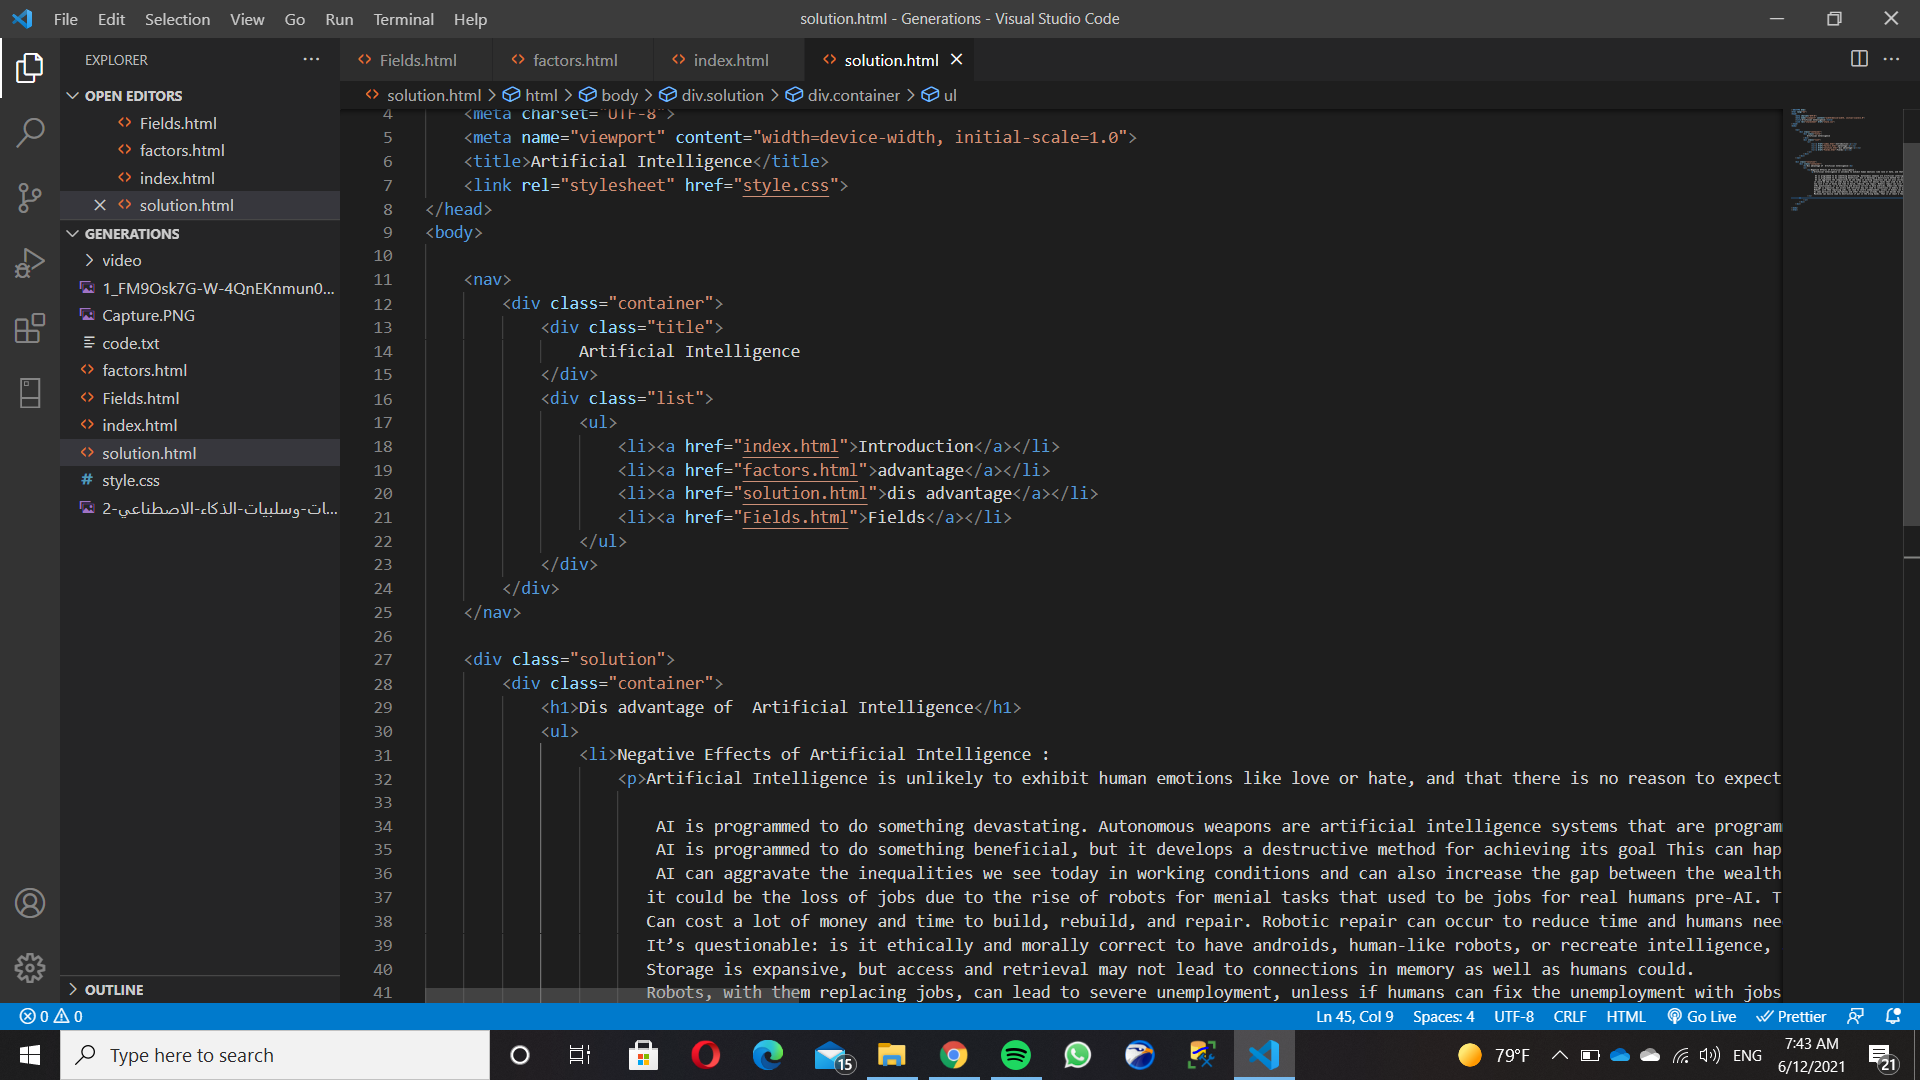 File Edit Selection View Go Run Terminal Help
solution.html - Generations - Visual Studio Code
EXPLORER
OPEN EDITORS
Fields.html
factors.html
index.html
solution.html
GENERATIONS
video
1_FM9Osk7G-W-4QnEKnmun0...
Capture.PNG
code.txt
factors.html
Fields.html
index.html
solution.html
style.css
2-ات-وسلبيات-الذكاء-الاصطناعي...
OUTLINE
Fields.html factors.html index.html solution.html
solution.html > html > body > div.solution > div.container > ul
4 <meta charset="UTF-8">
5 <meta name="viewport" content="width=device-width, initial-scale=1.0">
6 <title>Artificial Intelligence</title>
7 <link rel="stylesheet" href="style.css">
8 </head>
9 <body>
10
11 <nav>
12 <div class="container">
13 <div class="title">
14 Artificial Intelligence
15 </div>
16 <div class="list">
17 <ul>
18 <li><a href="index.html">Introduction</a></li>
19 <li><a href="factors.html">advantage</a></li>
20 <li><a href="solution.html">dis advantage</a></li>
21 <li><a href="Fields.html">Fields</a></li>
22 </ul>
23 </div>
24 </div>
25 </nav>
26
27 <div class="solution">
28 <div class="container">
29 <h1>Dis advantage of  Artificial Intelligence</h1>
30 <ul>
31 <li>Negative Effects of Artificial Intelligence :
32 <p>Artificial Intelligence is unlikely to exhibit human emotions like love or hate, and that there is no reason to expect
33
34 AI is programmed to do something devastating. Autonomous weapons are artificial intelligence systems that are program
35 AI is programmed to do something beneficial, but it develops a destructive method for achieving its goal This can hap
36 AI can aggravate the inequalities we see today in working conditions and can also increase the gap between the wealth
37 it could be the loss of jobs due to the rise of robots for menial tasks that used to be jobs for real humans pre-AI. T
38 Can cost a lot of money and time to build, rebuild, and repair. Robotic repair can occur to reduce time and humans nee
39 It’s questionable: is it ethically and morally correct to have androids, human-like robots, or recreate intelligence,
40 Storage is expansive, but access and retrieval may not lead to connections in memory as well as humans could.
41 Robots, with them replacing jobs, can lead to severe unemployment, unless if humans can fix the unemployment with jobs
0 0 Ln 45, Col 9 Spaces: 4 UTF-8 CRLF HTML Go Live Prettier
Type here to search
15
79°F ENG
7:43 AM
6/12/2021
21